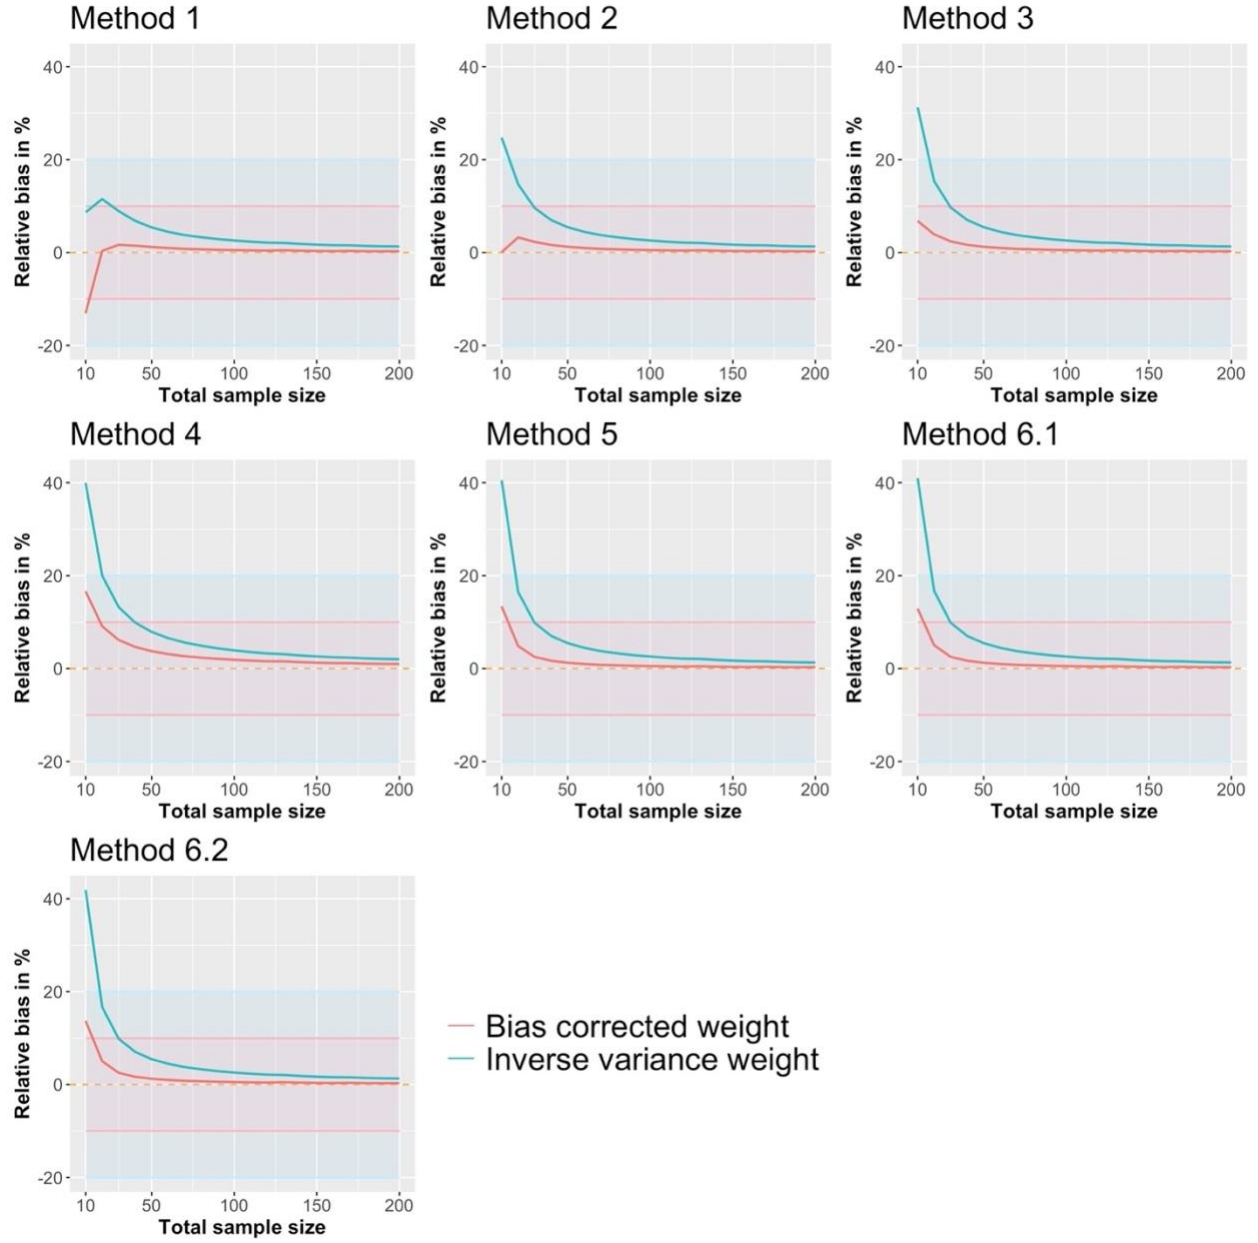 Method 1
Method 2
Method 3
Relative bias in %
40
20
0
-20
10 50 100 150 200
Total sample size
Relative bias in %
40
20
0
-20
10 50 100 150 200
Total sample size
Relative bias in %
40
20
0
-20
10 50 100 150 200
Total sample size
Method 4
Method 5
Method 6.1
Relative bias in %
40
20
0
-20
10 50 100 150 200
Total sample size
Relative bias in %
40
20
0
-20
10 50 100 150 200
Total sample size
Relative bias in %
40
20
0
-20
10 50 100 150 200
Total sample size
Method 6.2
Relative bias in %
40
20
0
-20
10 50 100 150 200
Total sample size
Bias corrected weight
Inverse variance weight